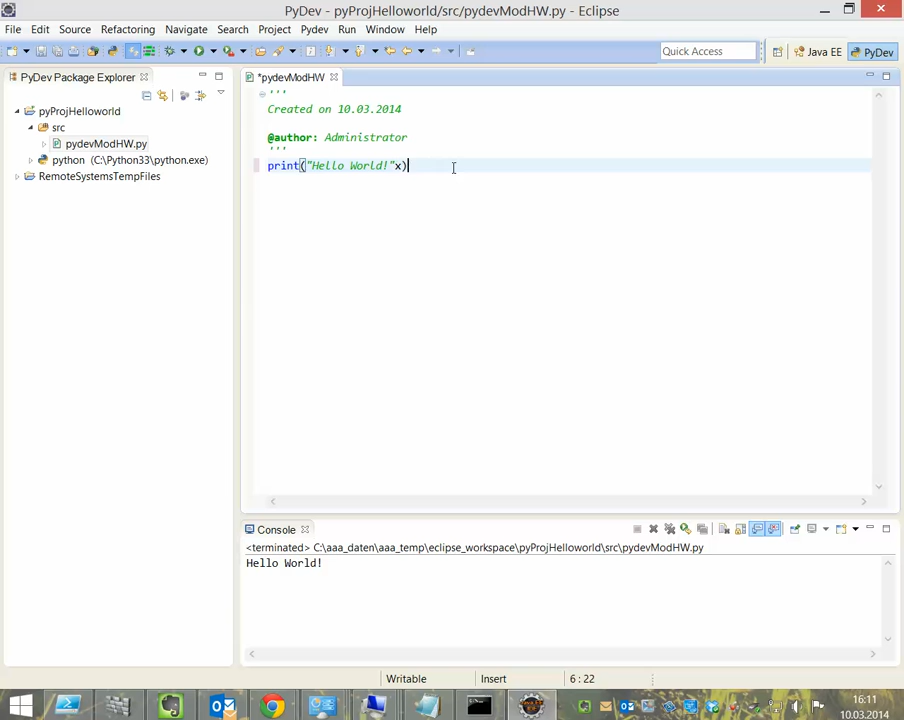 PyDev - pyProjHelloworld/src/pydevModHW.py - Eclipse
File Edit Source Refactoring Navigate Search Project Pydev Run Window Help
Quick Access
Java EE
PyDev
PyDev Package Explorer
pyProjHelloworld
src
pydevModHW.py
python (C:\Python33\python.exe)
RemoteSystemsTempFiles
*pydevModHW
'''
Created on 10.03.2014
@author: Administrator
'''
print("Hello World!"x)
Console
<terminated> C:\aaa_daten\aaa_temp\eclipse_workspace\pyProjHelloworld\src\pydevModHW.py
Hello World!
Writable Insert 6 : 22
16:11
10.03.2014